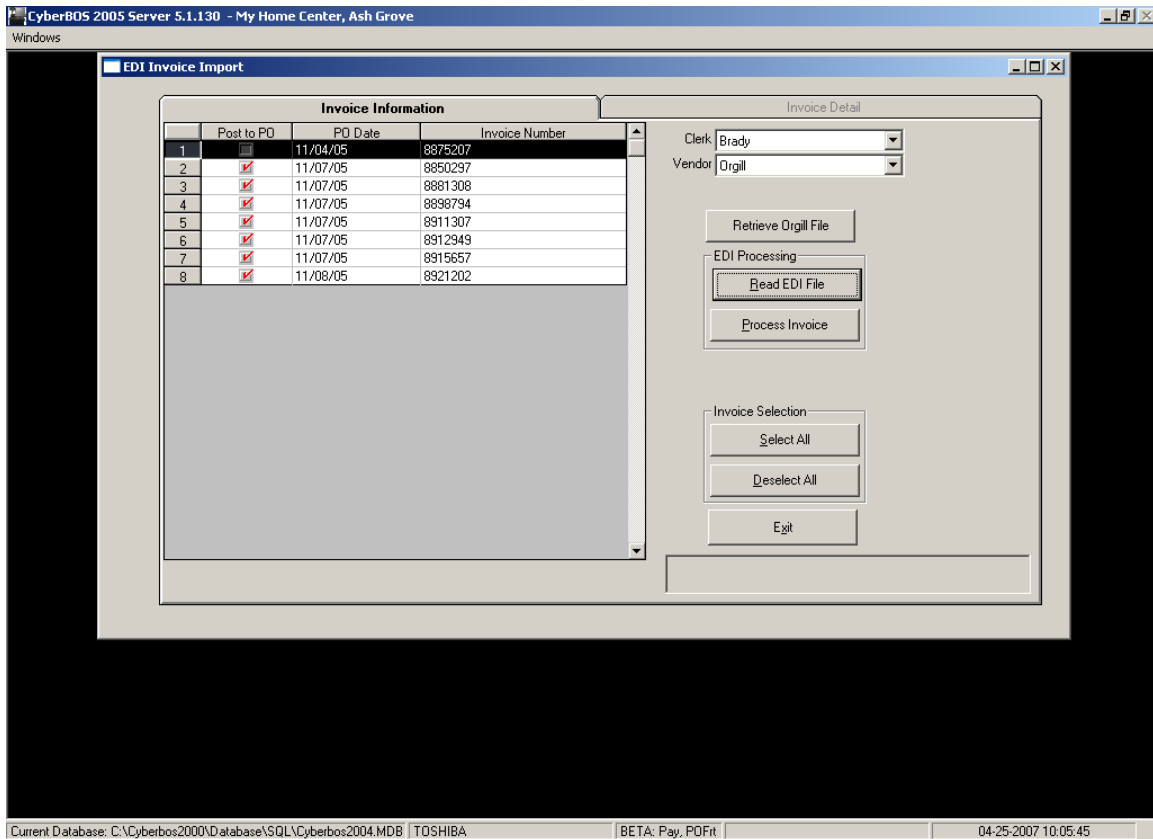 CyberBOS 2005 Server 5.1.130 - My Home Center, Ash Grove
Windows
EDI Invoice Import
Invoice Information
Invoice Detail
Post to PO PO Date Invoice Number
1 11/04/05 8875207
2 11/07/05 8850297
3 11/07/05 8881308
4 11/07/05 8898794
5 11/07/05 8911307
6 11/07/05 8912949
7 11/07/05 8915657
8 11/08/05 8921202
Clerk Brady
Vendor Orgill
Retrieve Orgill File
EDI Processing
Read EDI File
Process Invoice
Invoice Selection
Select All
Deselect All
Exit
Current Database: C:\Cyberbos2000\Database\SQL\Cyberbos2004.MDB TOSHIBA BETA: Pay, POFrt 04-25-2007 10:05:45